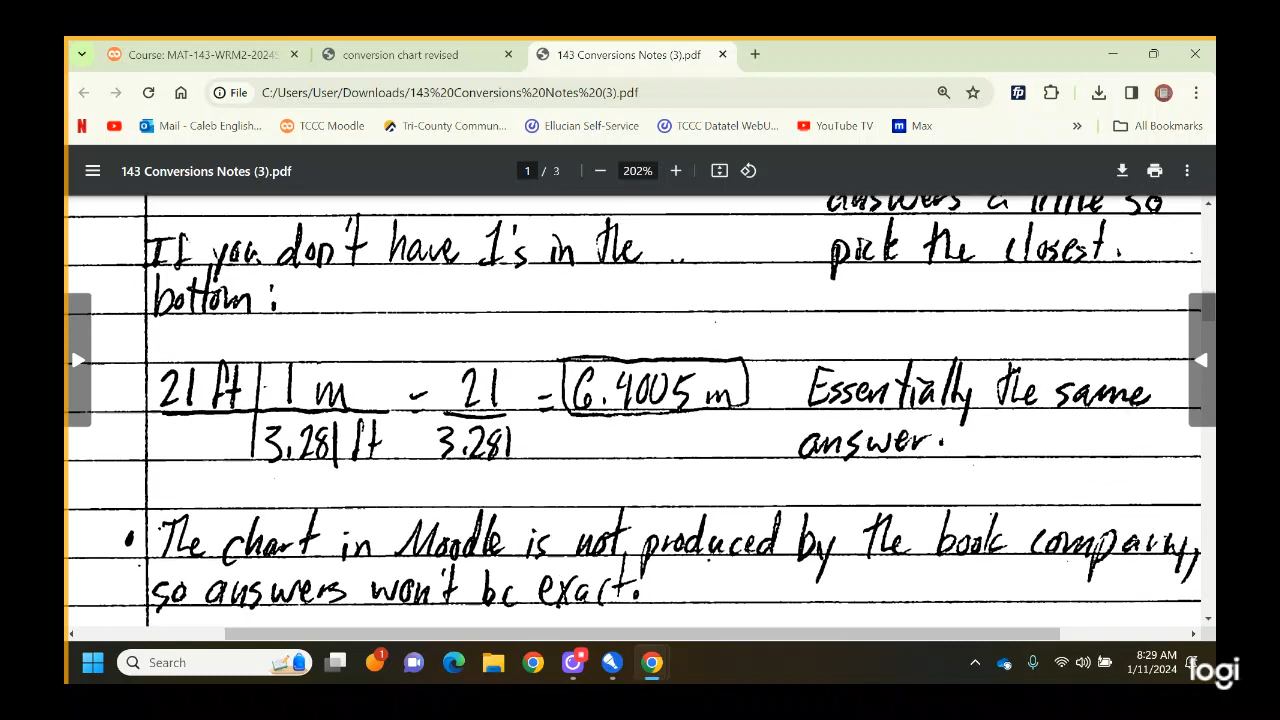 Course: MAT-143-WRM2-2024S
conversion chart revised
143 Conversions Notes (3).pdf
File
C:/Users/User/Downloads/143%20Conversions%20Notes%20(3).pdf
Mail - Caleb English...
TCCC Moodle
Tri-County Commun...
Ellucian Self-Service
TCCC Datatel WebU...
YouTube TV
Max
All Bookmarks
143 Conversions Notes (3).pdf
1 / 3
202%
answers a little so
If you don't have 1's in the ..
pick the closest.
bottom:
21 ft | 1 m = 21 = 6.4005 m
3.281 ft 3.281
Essentially the same
answer.
• The chart in Moodle is not produced by the book company,
so answers won't be exact.
Search
8:29 AM
1/11/2024
logi